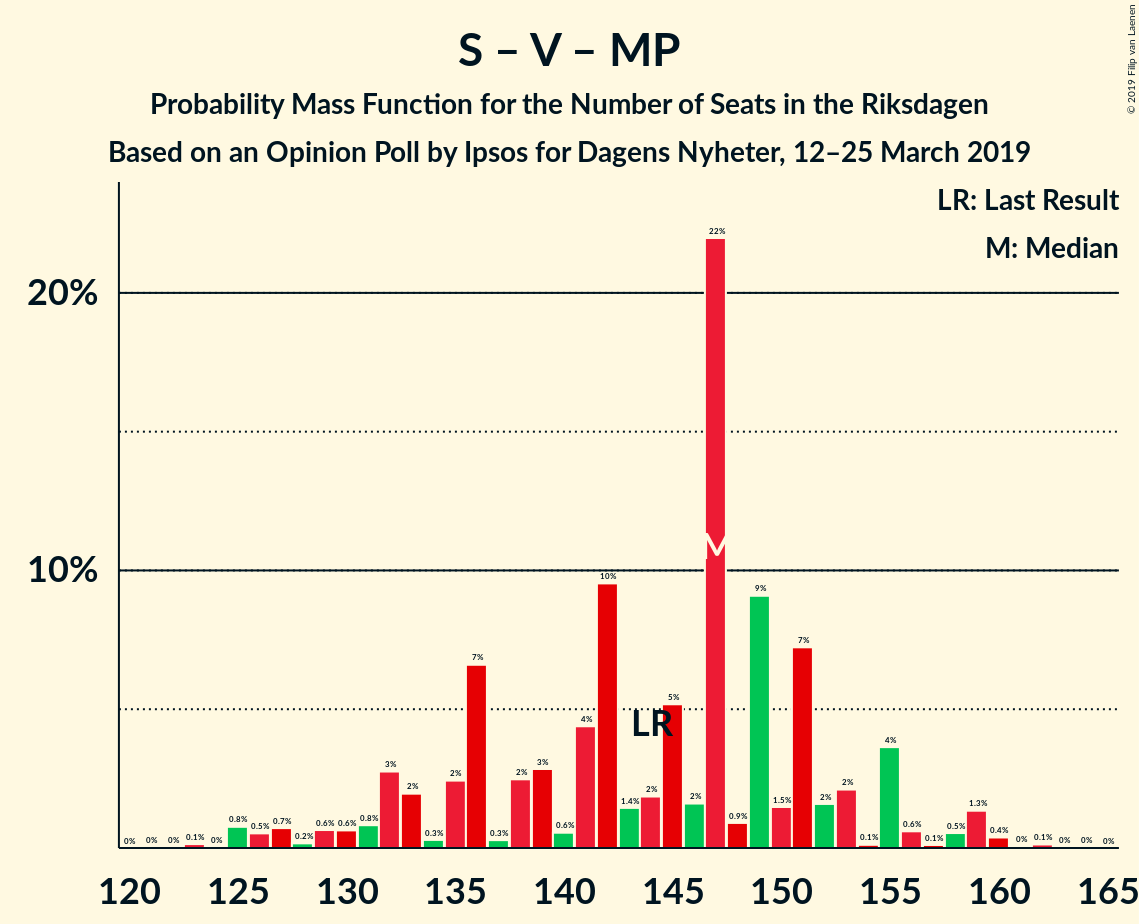 S – V – MP
Probability Mass Function for the Number of Seats in the Riksdagen
Based on an Opinion Poll by Ipsos for Dagens Nyheter, 12–25 March 2019
© 2019 Filip van Laenen
LR: Last Result
M: Median
20%
10%
0% 0% 0% 0.1% 0% 0.8% 0.5% 0.7% 0.2% 0.6% 0.6% 0.8% 3% 2% 0.3% 2% 7% 0.3% 2% 3% 0.6% 4% 10% 1.4% 2% 5% 2% 22% 0.9% 9% 1.5% 7% 2% 2% 0.1% 4% 0.6% 0.1% 0.5% 1.3% 0.4% 0% 0.1% 0% 0% 0%
LR
M
120 125 130 135 140 145 150 155 160 165